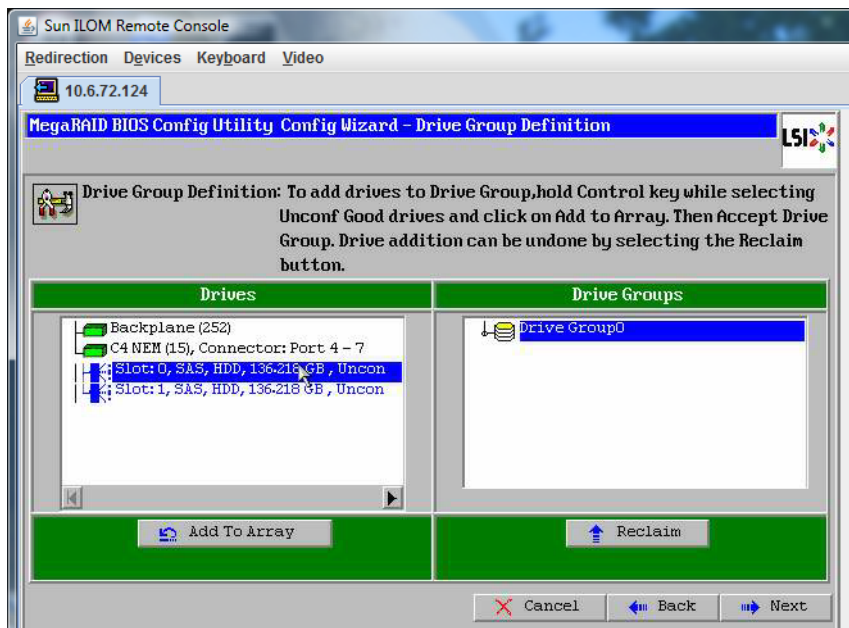 Sun ILOM Remote Console
Redirection Devices Keyboard Video
10.6.72.124
MegaRAID BIOS Config Utility Config Wizard - Drive Group Definition
LSI
Drive Group Definition: To add drives to Drive Group,hold Control key while selecting
Unconf Good drives and click on Add to Array. Then Accept Drive
Group. Drive addition can be undone by selecting the Reclaim
button.
Drives
Drive Groups
Backplane (252)
C4 NEM (15), Connector: Port 4 - 7
Slot: 0, SAS, HDD, 136.218 GB , Uncon
Slot: 1, SAS, HDD, 136.218 GB , Uncon
Drive Group0
Add To Array
Reclaim
Cancel
Back
Next